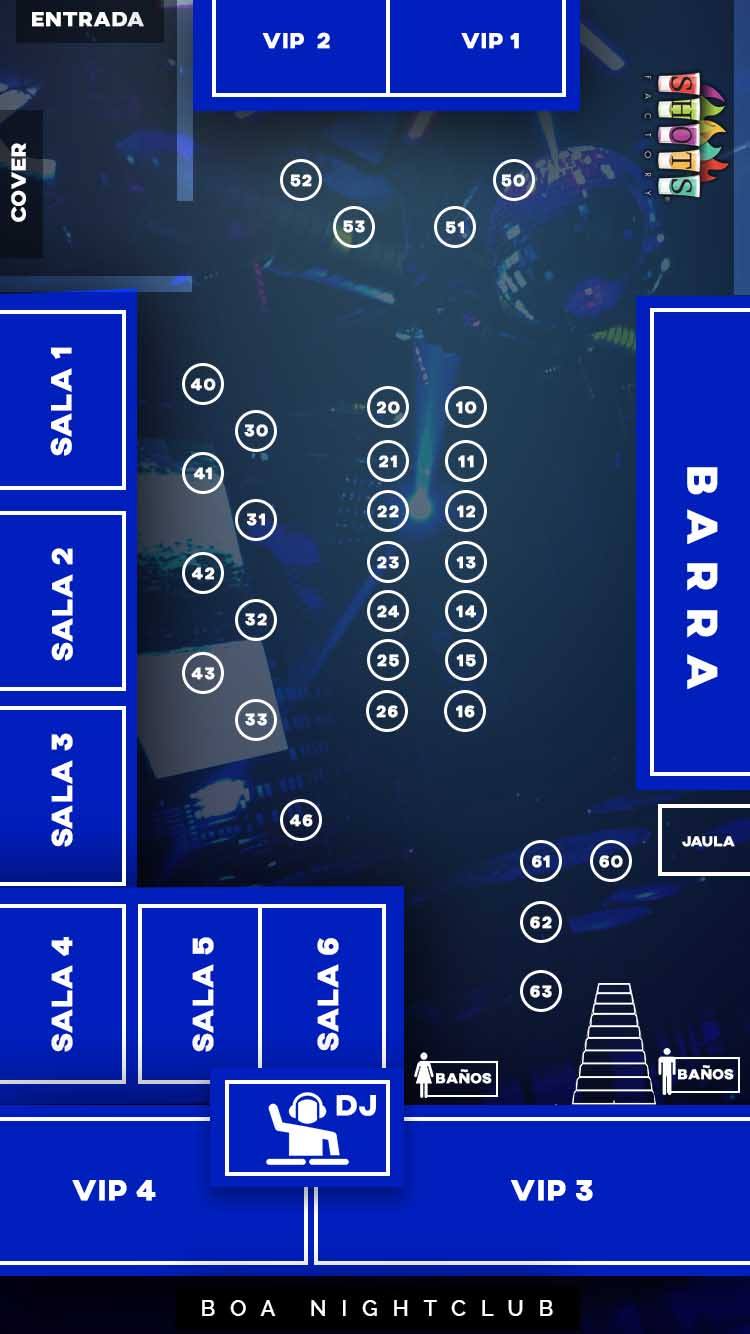 ENTRADA
VIP 2
VIP 1
COVER
SHOTS
FACTORY
52
50
53
51
SALA 1
40
20
10
30
21
11
41
22
12
31
BARRA
SALA 2
42
23
13
32
24
14
43
25
15
33
26
16
SALA 3
46
JAULA
61
60
62
63
SALA 4
SALA 5
SALA 6
BAÑOS
BAÑOS
DJ
VIP 4
VIP 3
BOA NIGHTCLUB